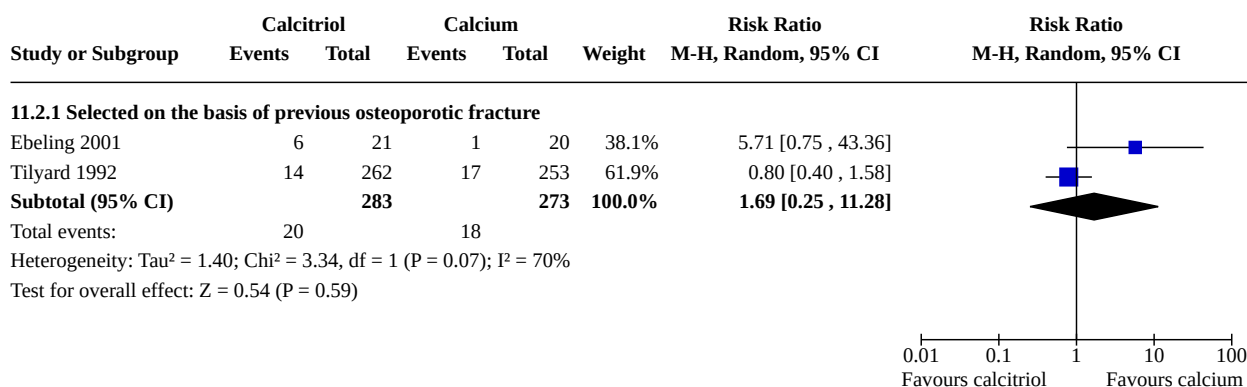 Calcitriol Calcium Risk Ratio Risk Ratio
Study or Subgroup Events Total Events Total Weight M-H, Random, 95% CI M-H, Random, 95% CI
11.2.1 Selected on the basis of previous osteoporotic fracture
Ebeling 2001 6 21 1 20 38.1% 5.71 [0.75 , 43.36]
Tilyard 1992 14 262 17 253 61.9% 0.80 [0.40 , 1.58]
Subtotal (95% CI) 283 273 100.0% 1.69 [0.25 , 11.28]
Total events: 20 18
Heterogeneity: Tau² = 1.40; Chi² = 3.34, df = 1 (P = 0.07); I² = 70%
Test for overall effect: Z = 0.54 (P = 0.59)
0.01 0.1 1 10 100
Favours calcitriol Favours calcium